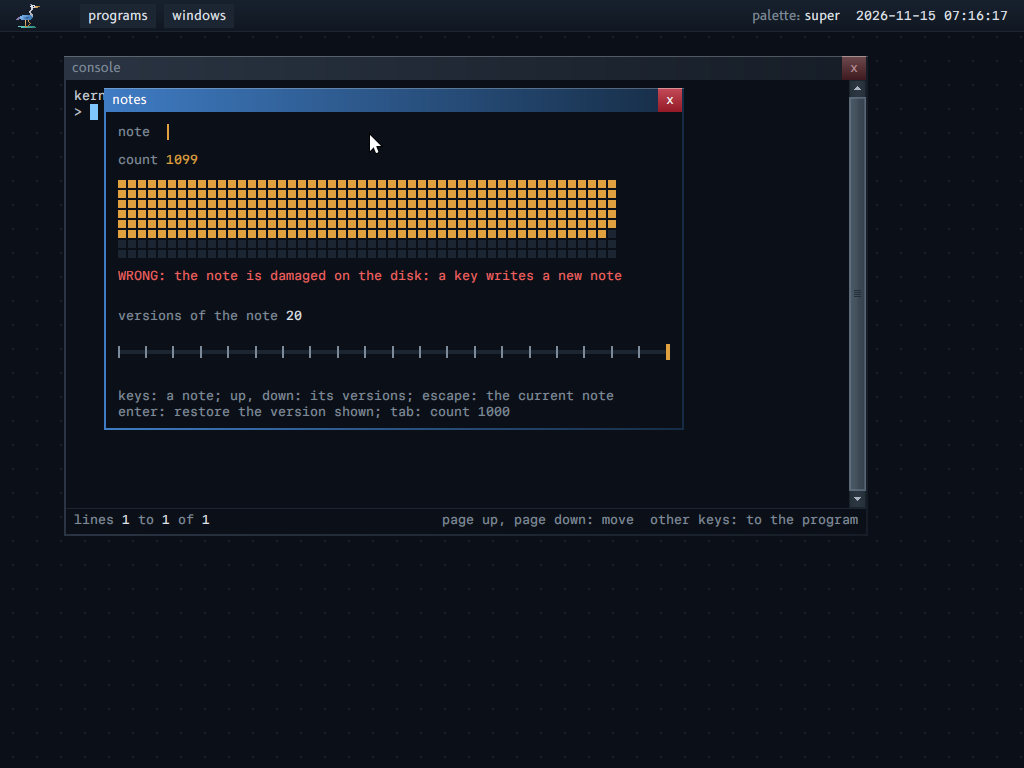 programs windows palette: super 2026-11-15 07:16:17
console x
kern
>
notes x
note
count 1099
WRONG: the note is damaged on the disk: a key writes a new note
versions of the note 20
keys: a note; up, down: its versions; escape: the current note
enter: restore the version shown; tab: count 1000
lines 1 to 1 of 1 page up, page down: move other keys: to the program